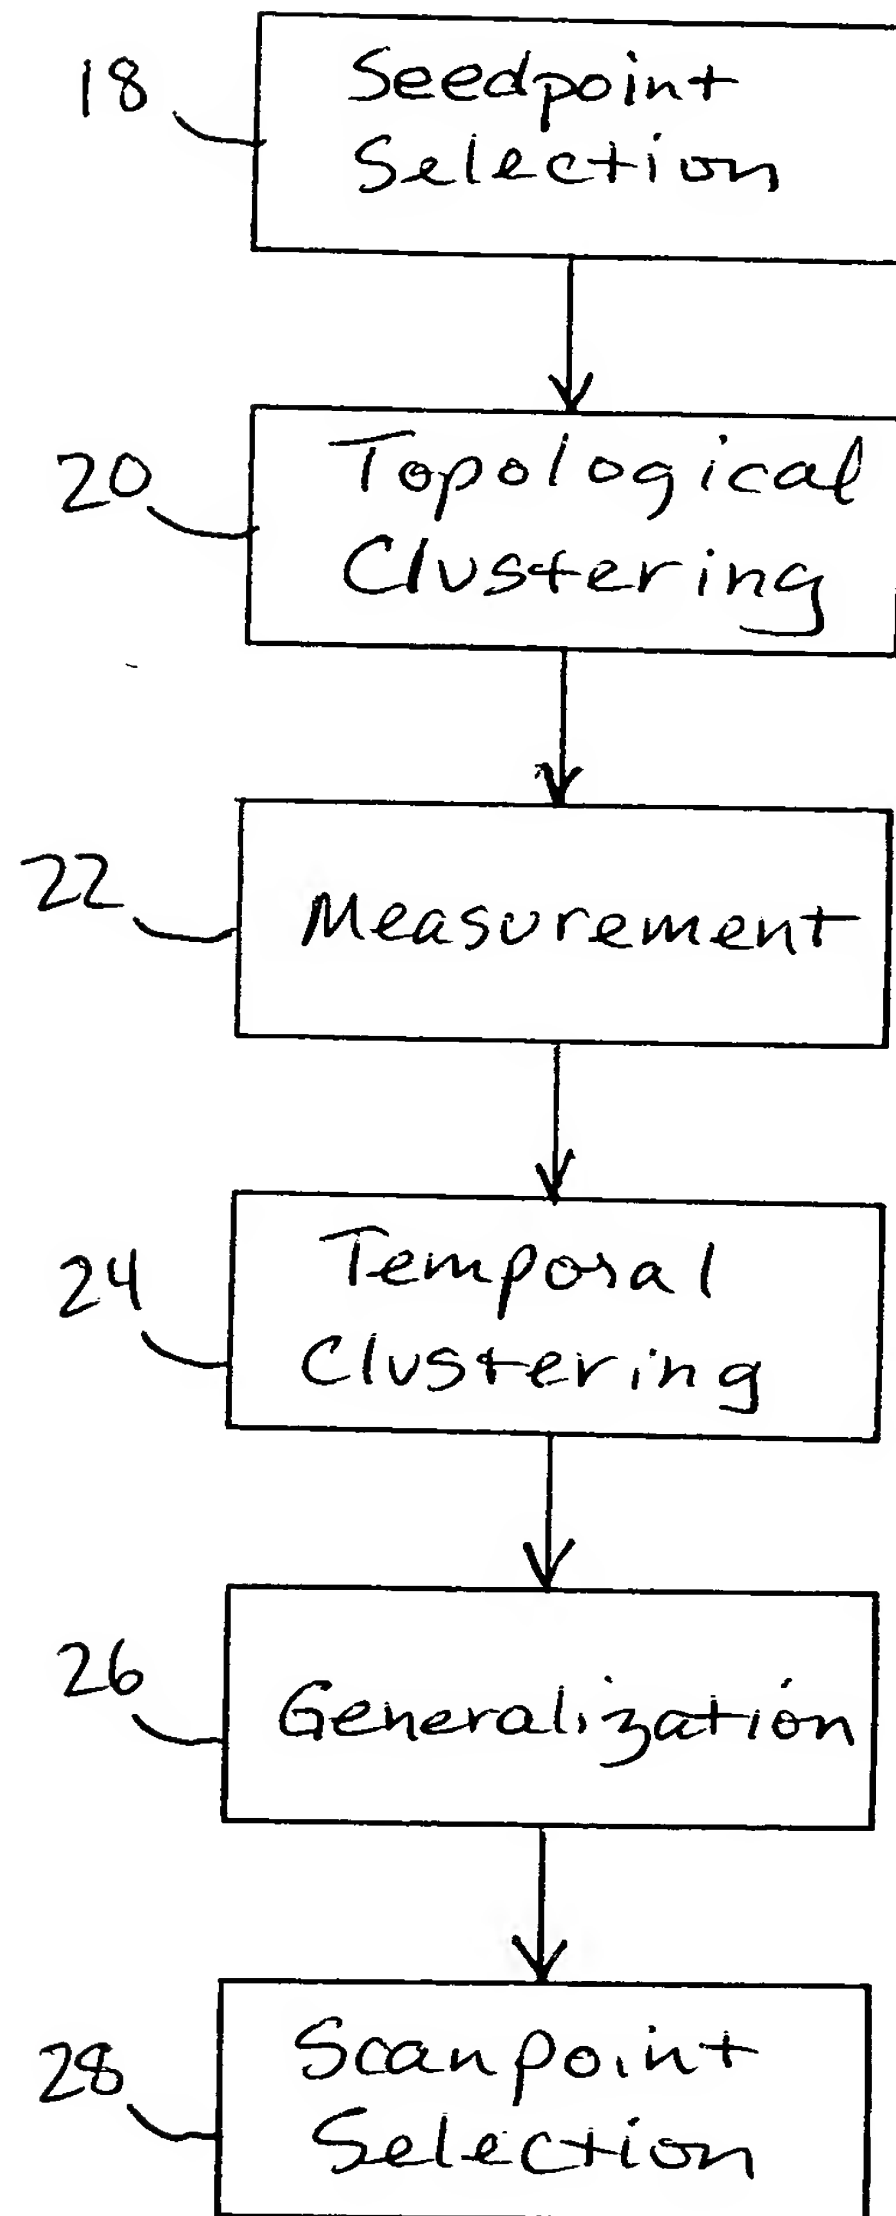 18
Seedpoint
Selection
20
Topological
Clustering
22
Measurement
24
Temporal
Clustering
26
Generalization
28
Scanpoint
Selection